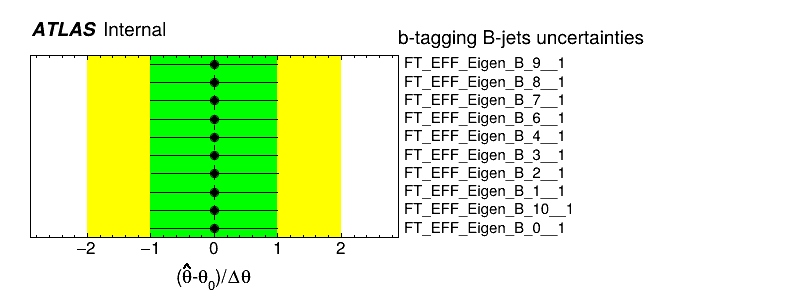 ATLAS Internal
b-tagging B-jets uncertainties
FT_EFF_Eigen_B_9__1
FT_EFF_Eigen_B_8__1
FT_EFF_Eigen_B_7__1
FT_EFF_Eigen_B_6__1
FT_EFF_Eigen_B_4__1
FT_EFF_Eigen_B_3__1
FT_EFF_Eigen_B_2__1
FT_EFF_Eigen_B_1__1
FT_EFF_Eigen_B_10__1
FT_EFF_Eigen_B_0__1
−2 −1 0 1 2
(θ̂-θ₀)/Δθ